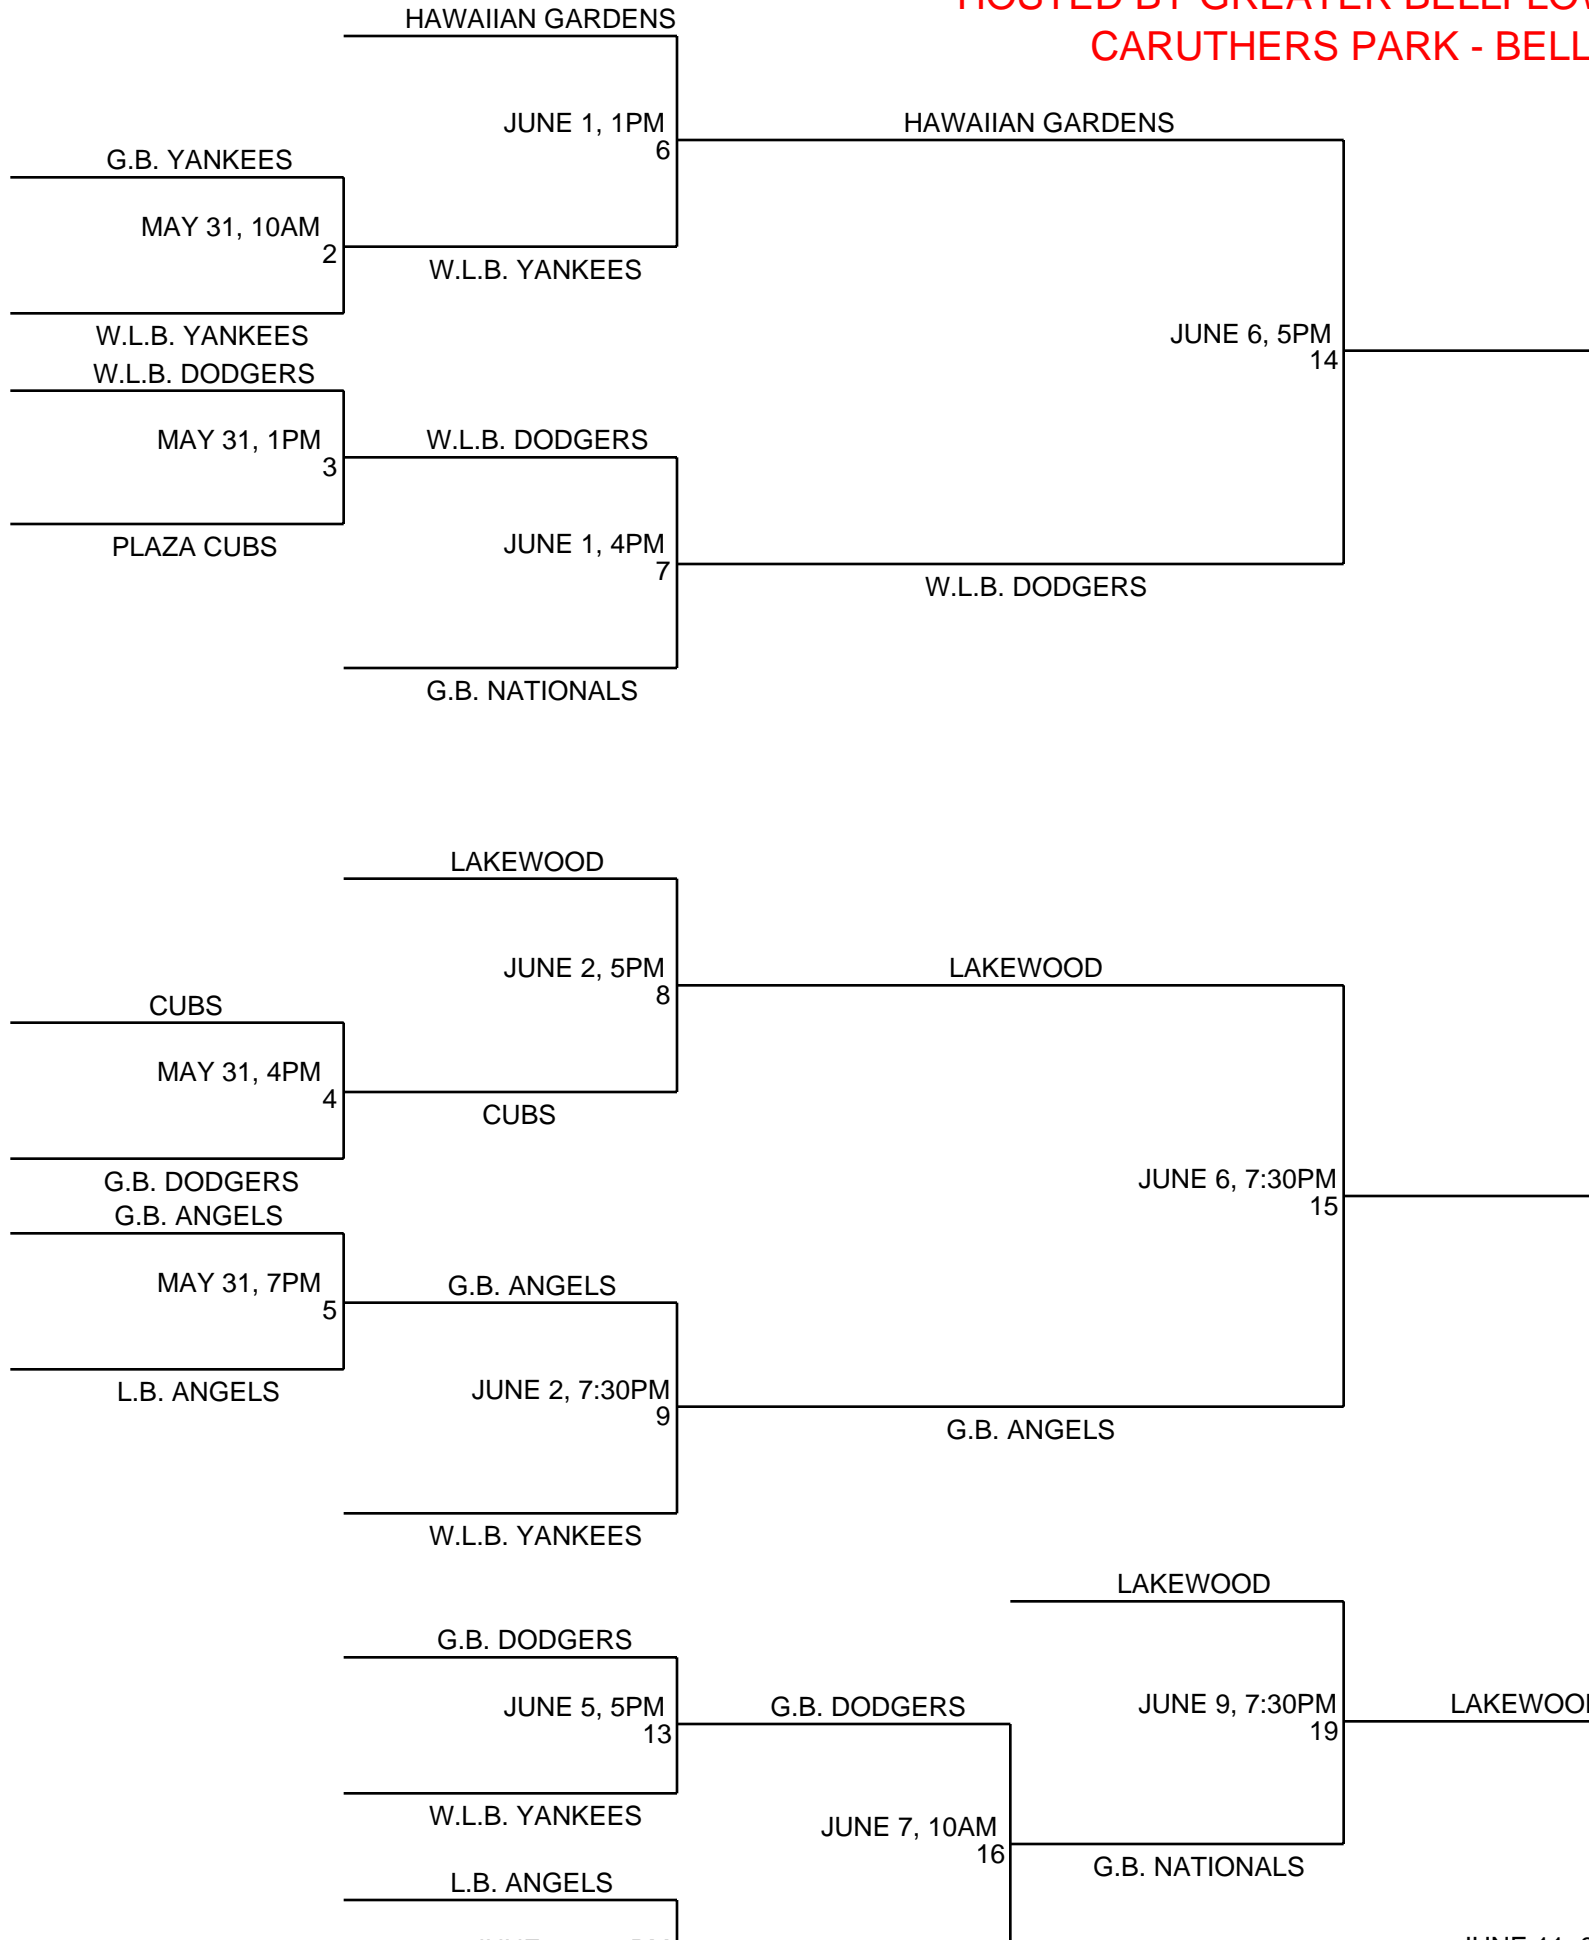 HAWAIIAN GARDENS
CARUTHERS PARK - BELL
JUNE 1, 1PM
6
HAWAIIAN GARDENS
G.B. YANKEES
MAY 31, 10AM
2
W.L.B. YANKEES
W.L.B. YANKEES
JUNE 6, 5PM
14
W.L.B. DODGERS
MAY 31, 1PM
3
W.L.B. DODGERS
PLAZA CUBS
JUNE 1, 4PM
7
W.L.B. DODGERS
G.B. NATIONALS
LAKEWOOD
JUNE 2, 5PM
8
LAKEWOOD
CUBS
MAY 31, 4PM
4
CUBS
G.B. DODGERS
JUNE 6, 7:30PM
15
G.B. ANGELS
MAY 31, 7PM
5
G.B. ANGELS
L.B. ANGELS
JUNE 2, 7:30PM
9
G.B. ANGELS
W.L.B. YANKEES
LAKEWOOD
G.B. DODGERS
JUNE 5, 5PM
13
G.B. DODGERS
JUNE 9, 7:30PM
19
LAKEWOOD
W.L.B. YANKEES
JUNE 7, 10AM
16
G.B. NATIONALS
L.B. ANGELS